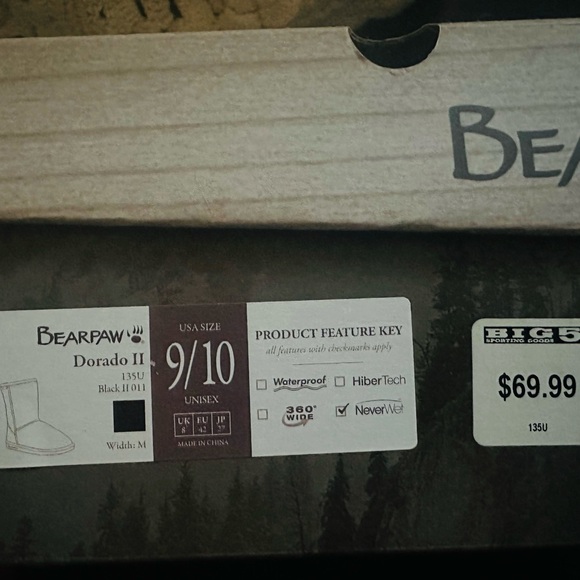 BEA
BEARPAW
Dorado II
135U
Black II 011
Width: M
USA SIZE
9/10
UNISEX
UK EU JP
8 42 27
MADE IN CHINA
PRODUCT FEATURE KEY
all features with checkmarks apply
Waterproof HiberTech
360° WIDE NeverWet
BIG 5
SPORTING GOODS
$69.99
135U